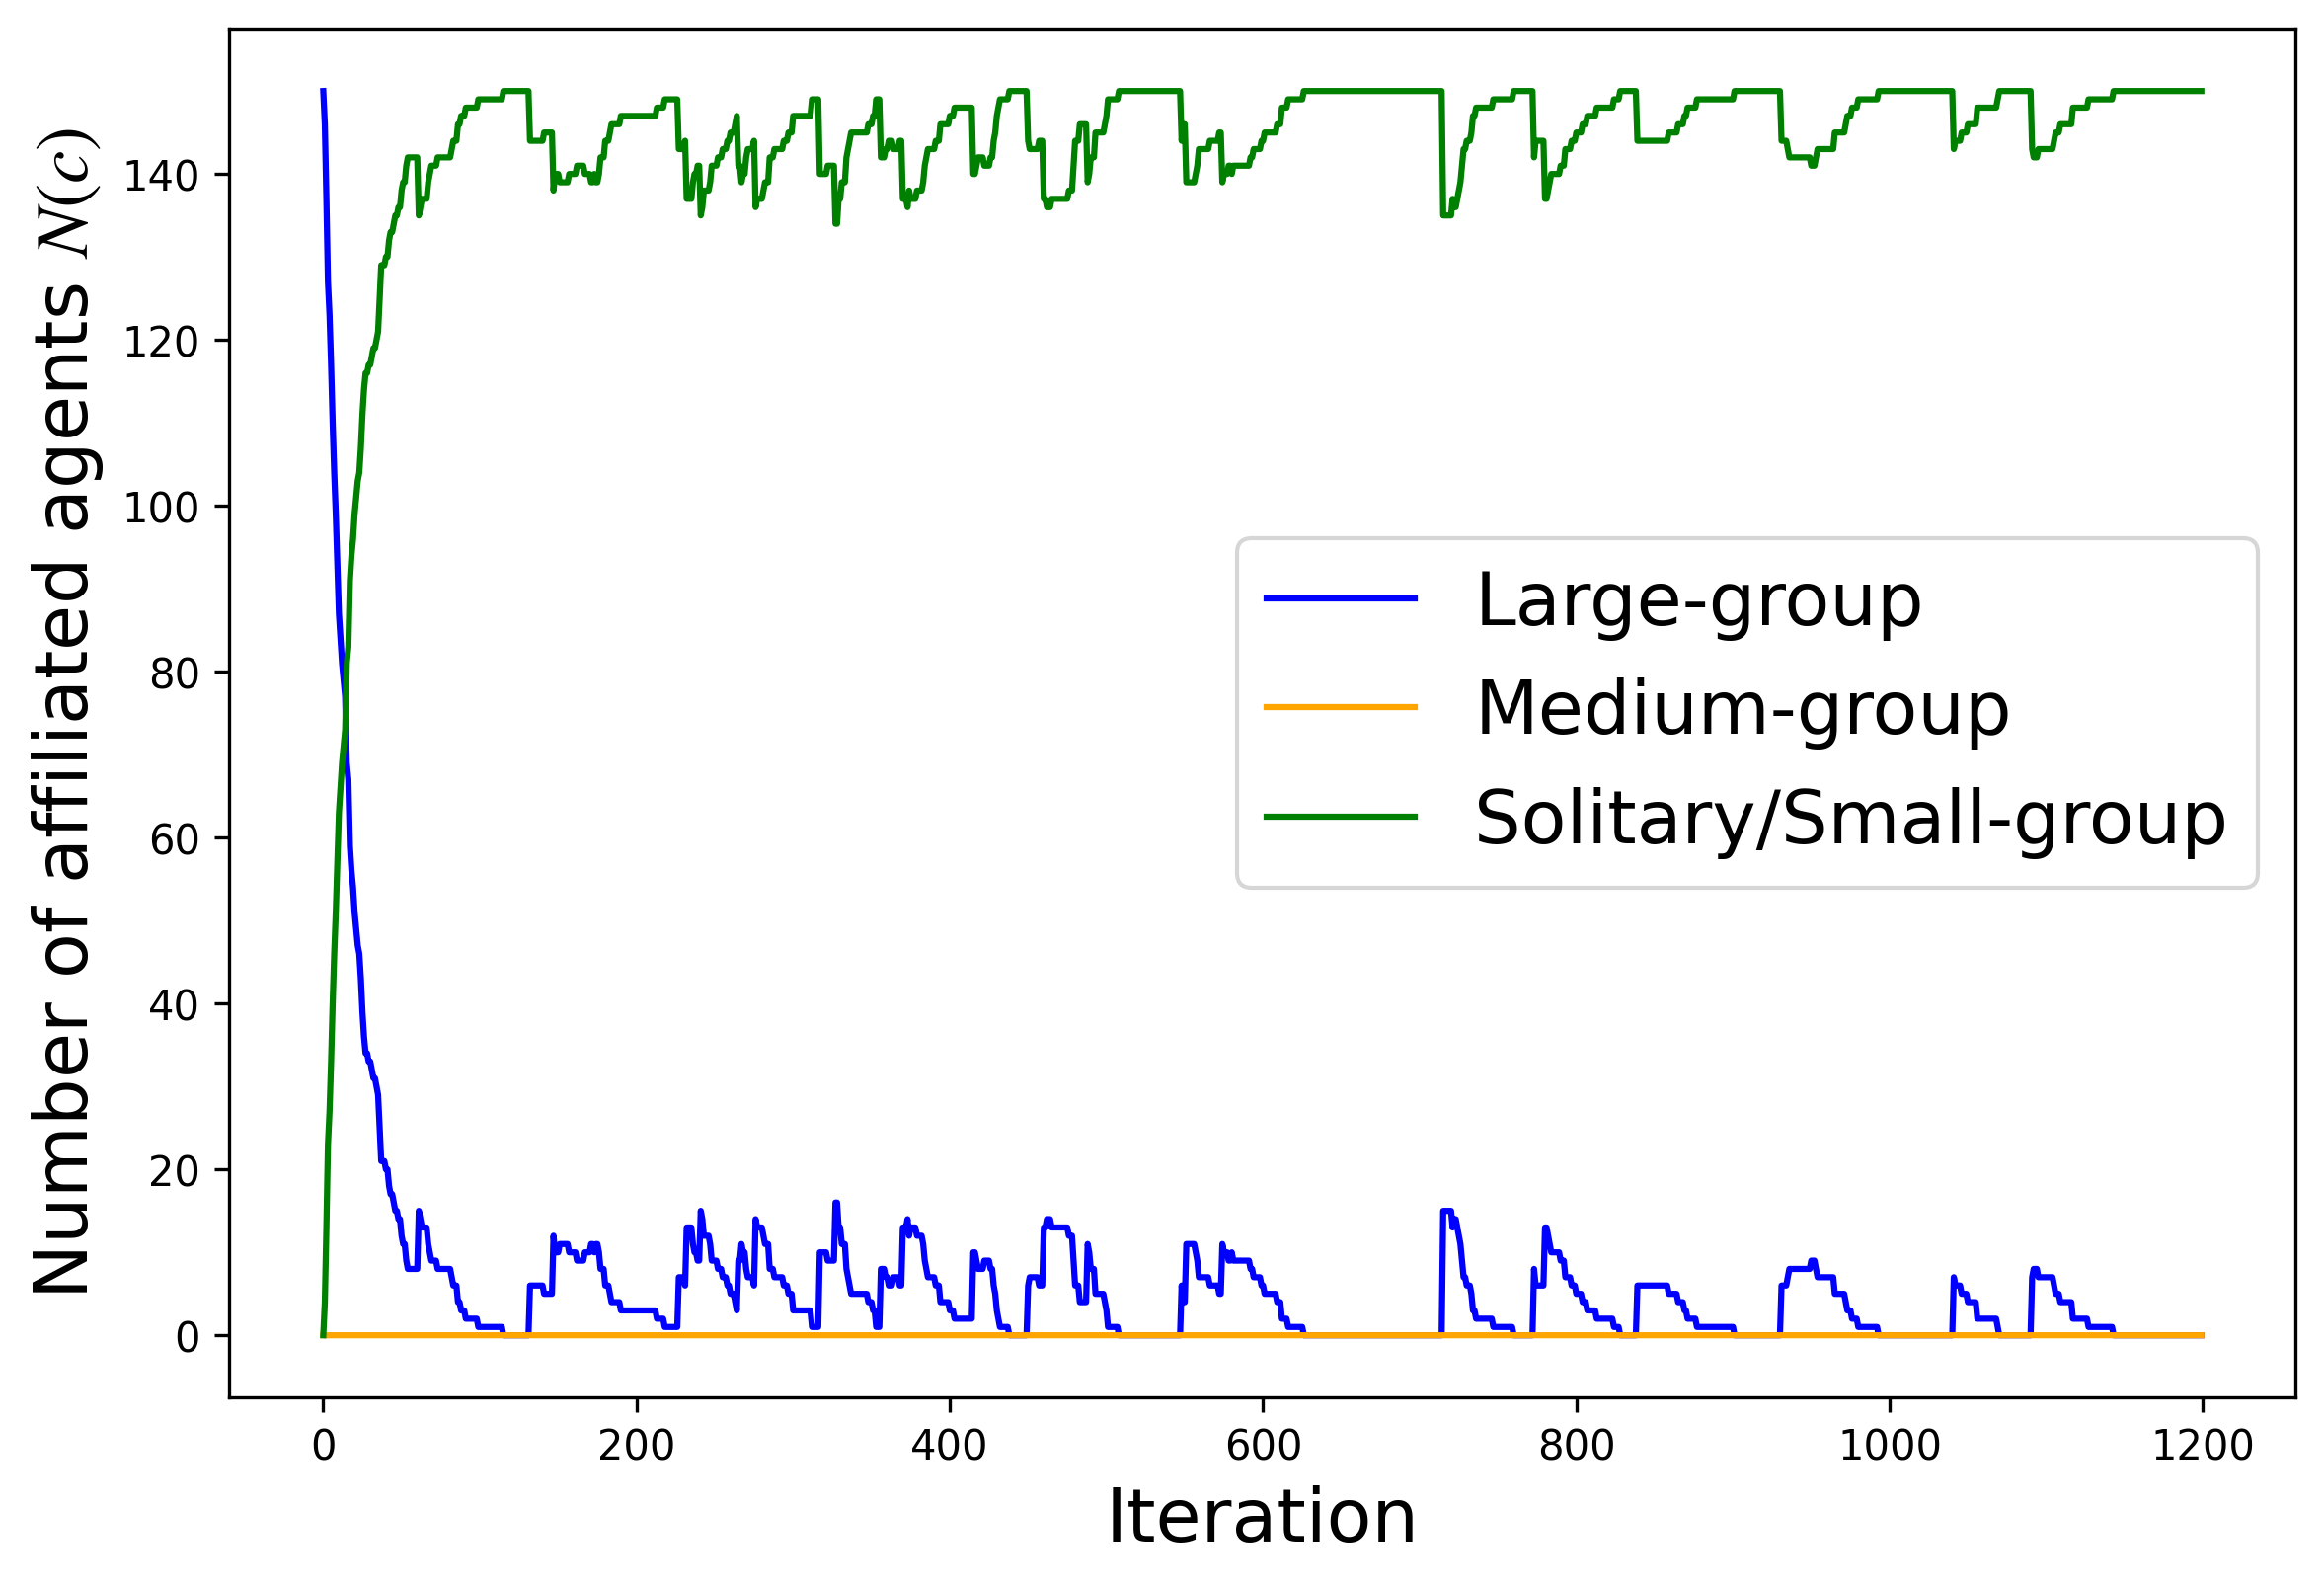 Number of affiliated agents N(c)
140
120
100
80
60
40
20
0
Large-group
Medium-group
Solitary/Small-group
0 200 400 600 800 1000 1200
Iteration